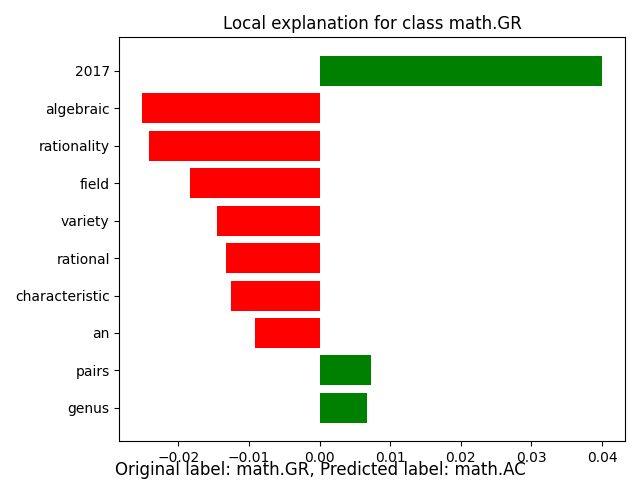 Local explanation for class math.GR
2017
algebraic
rationality
field
variety
rational
characteristic
an
pairs
genus
−0.02 −0.01 0.00 0.01 0.02 0.03 0.04
Original label: math.GR, Predicted label: math.AC